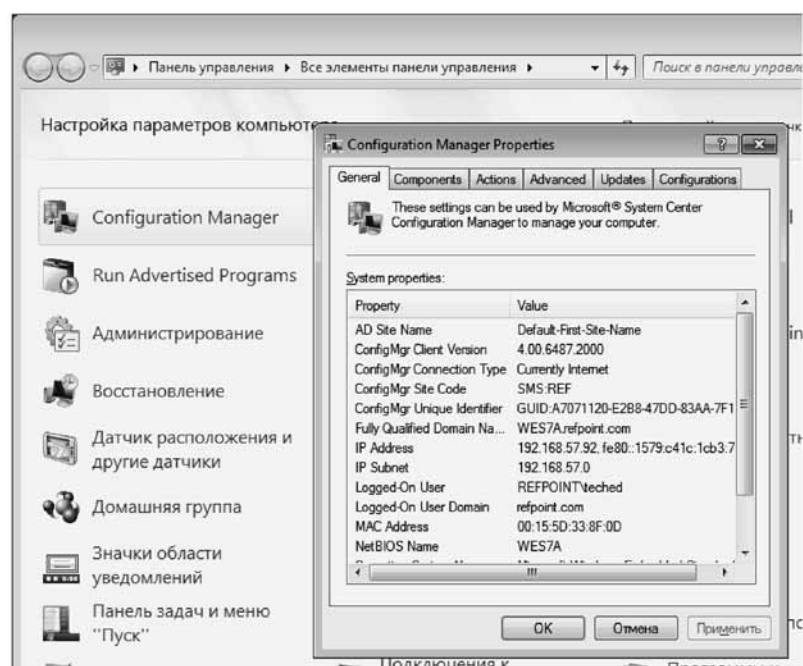 Панель управления ▸ Все элементы панели управления ▸
Поиск в панели
Настройка параметров
Configuration Manager
Run Advertised Programs
Администрирование
Восстановление
Датчик расположения и
другие датчики
Домашняя группа
Значки области
уведомлений
Панель задач и меню
"Пуск"
Configuration Manager Properties
General Components Actions Advanced Updates Configurations
These settings can be used by Microsoft® System Center
Configuration Manager to manage your computer.
System properties:
Property Value
AD Site Name Default-First-Site-Name
ConfigMgr Client Version 4.00.6487.2000
ConfigMgr Connection Type Currently Internet
ConfigMgr Site Code SMS:REF
ConfigMgr Unique Identifier GUID:A7071120-E2B8-47DD-83AA-7F1
Fully Qualified Domain Na... WES7A.refpoint.com
IP Address 192.168.57.92, fe80::1579:c41c:1cb3:7
IP Subnet 192.168.57.0
Logged-On User REFPOINT\teched
Logged-On User Domain refpoint.com
MAC Address 00:15:5D:33:8F:0D
NetBIOS Name WES7A
OK Отмена Применить